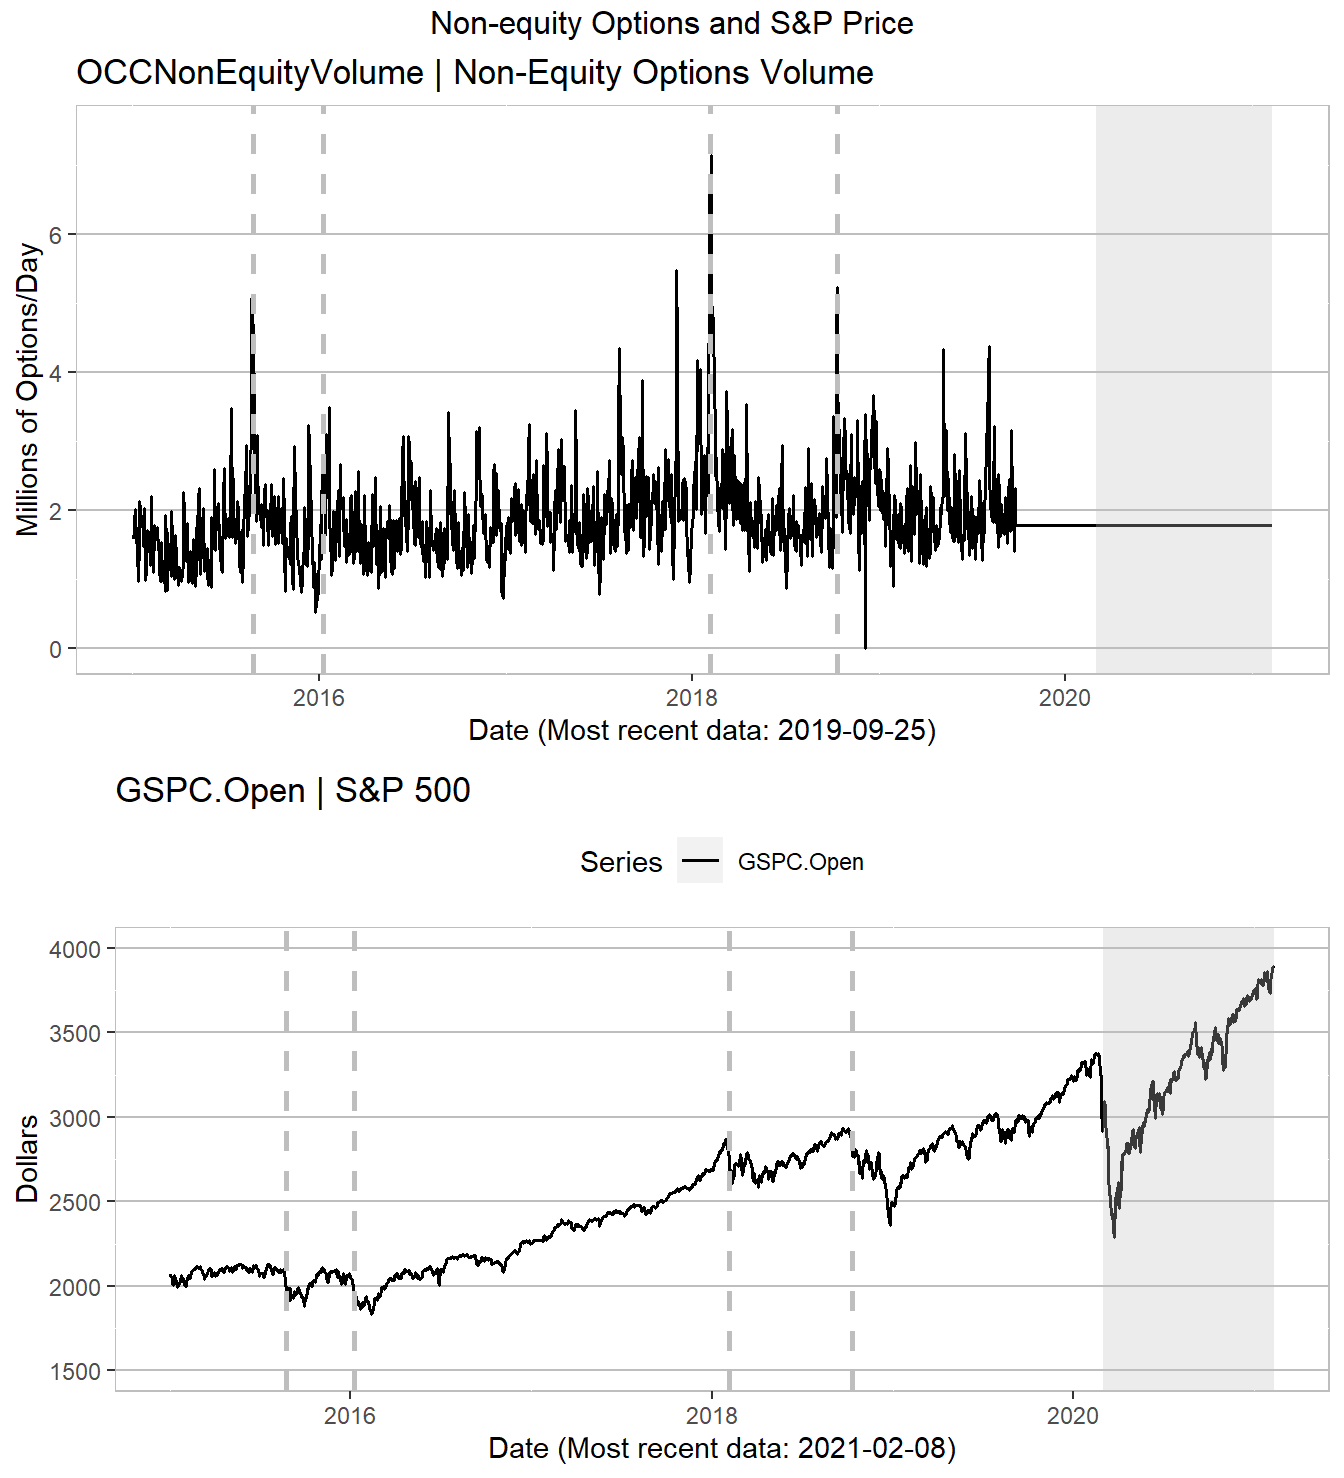 Non-equity Options and S&P Price
OCCNonEquityVolume | Non-Equity Options Volume
Millions of Options/Day
6
4
2
0
2016 2018 2020
Date (Most recent data: 2019-09-25)
GSPC.Open | S&P 500
Series GSPC.Open
Dollars
4000
3500
3000
2500
2000
1500
2016 2018 2020
Date (Most recent data: 2021-02-08)